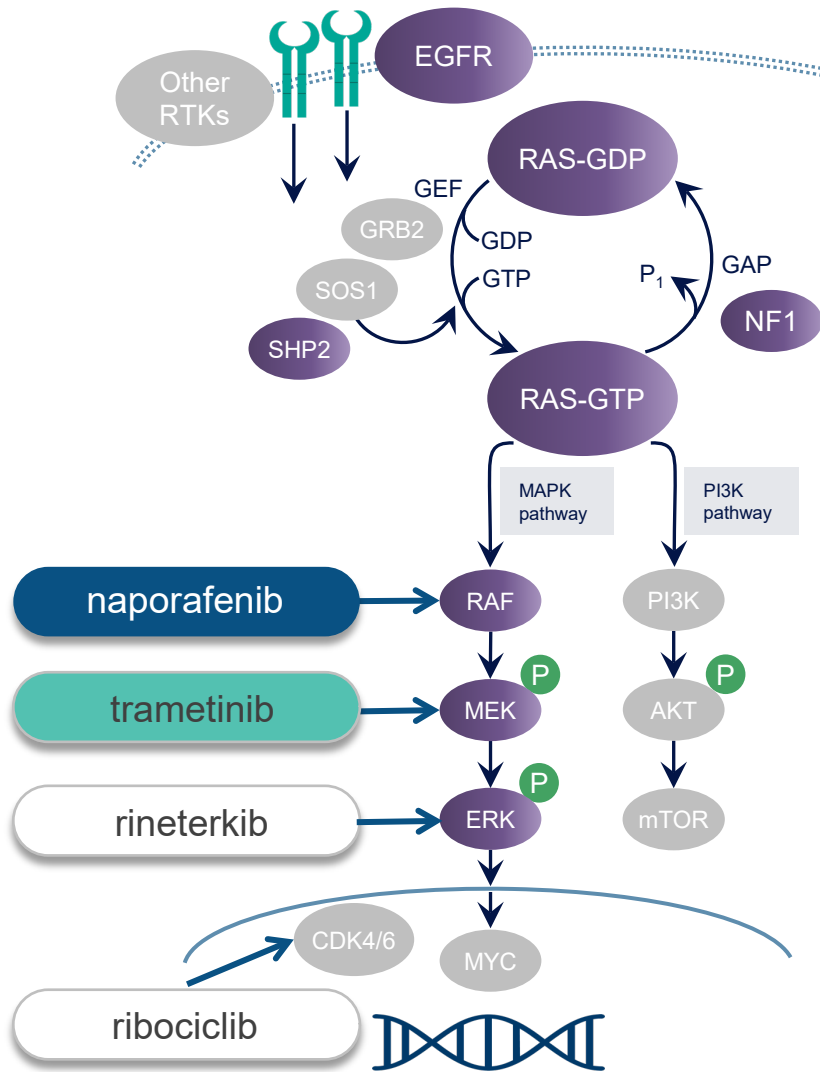 Other
RTKs
EGFR
RAS-GDP
GEF
GRB2
GDP
GTP
SOS1
SHP2
P1
GAP
NF1
RAS-GTP
MAPK
pathway
PI3K
pathway
naporafenib
RAF
PI3K
P
P
trametinib
MEK
AKT
P
rineterkib
ERK
mTOR
CDK4/6
MYC
ribociclib